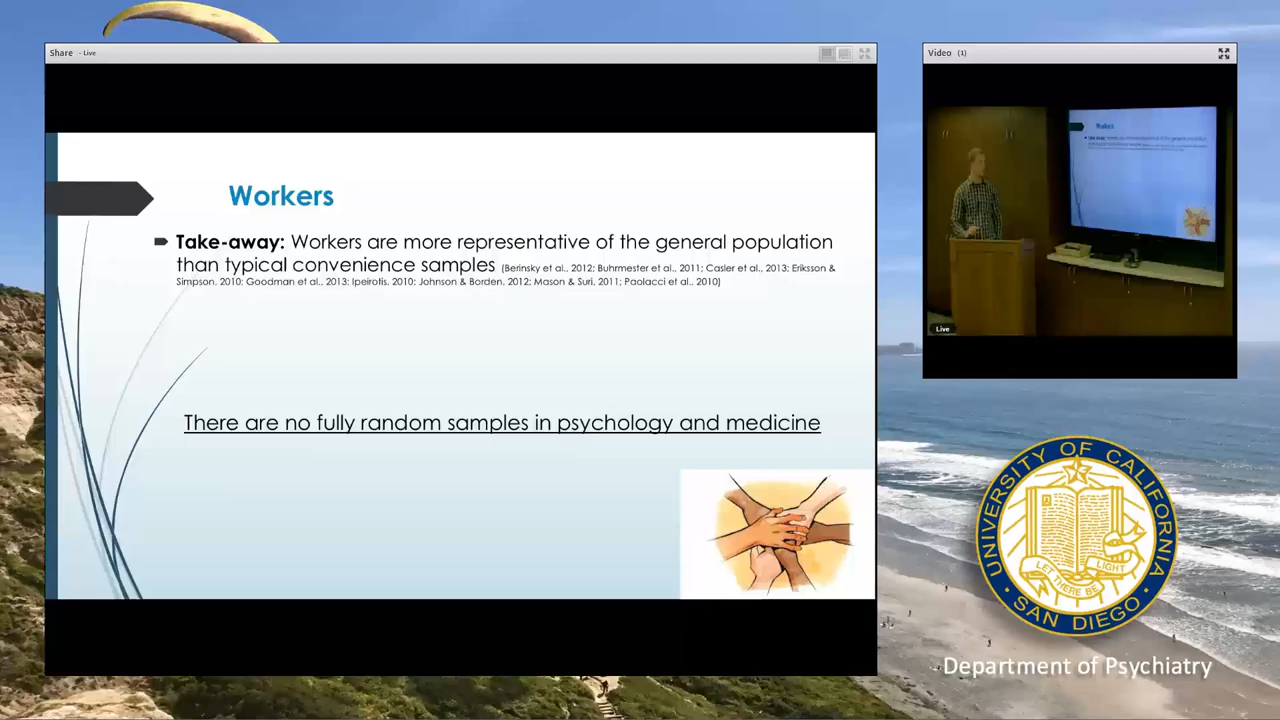 Share - Live
Video (1)
Workers
Take-away: Workers are more representative of the general population
than typical convenience samples (Berinsky et al., 2012; Buhrmester et al., 2011; Casler et al., 2013; Eriksson &
Simpson, 2010; Goodman et al., 2013; Ipeirotis, 2010; Johnson & Borden, 2012; Mason & Suri, 2011; Paolacci et al., 2010)
There are no fully random samples in psychology and medicine
Workers
Live
UNIVERSITY OF CALIFORNIA
LET THERE BE LIGHT
SAN DIEGO
Department of Psychiatry